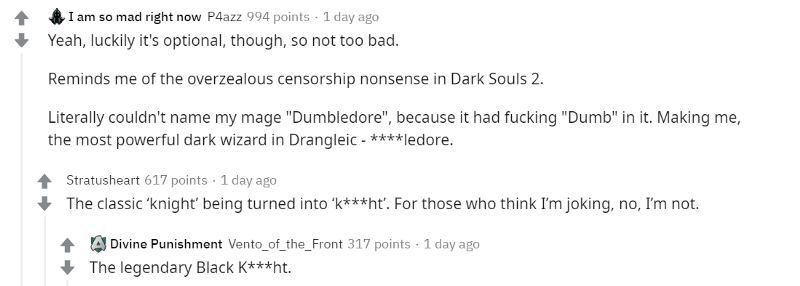 I am so mad right now P4azz 994 points · 1 day ago
Yeah, luckily it's optional, though, so not too bad.
Reminds me of the overzealous censorship nonsense in Dark Souls 2.
Literally couldn't name my mage "Dumbledore", because it had fucking "Dumb" in it. Making me,
the most powerful dark wizard in Drangleic - ****ledore.
Stratusheart 617 points · 1 day ago
The classic ‘knight’ being turned into ‘k***ht’. For those who think I’m joking, no, I’m not.
Divine Punishment Vento_of_the_Front 317 points · 1 day ago
The legendary Black K***ht.